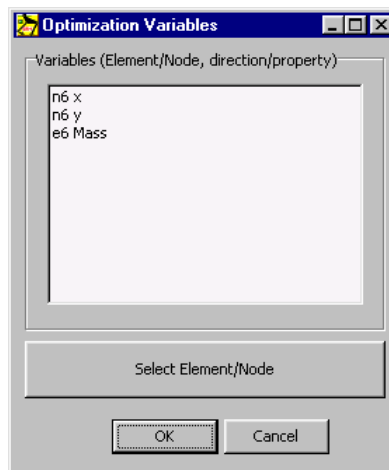 Optimization Variables
Variables (Element/Node, direction/property)
n6 x
n6 y
e6 Mass
Select Element/Node
OK
Cancel